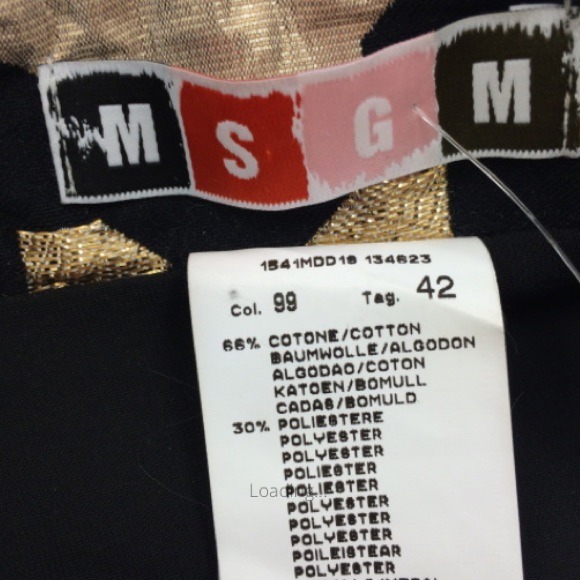 M S G M
1541MDD18 134623
Col. 99 Tag. 42
66% COTONE/COTTON
BAUMWOLLE/ALGODON
ALGODAO/COTON
KATOEN/BOMULL
CADAS/BOMULD
30% POLIESTERE
POLYESTER
POLYESTER
POLIESTER
POLIESTER
Loading...
POLYESTER
POLYESTER
POLYESTER
POILEISTEAR
POLYESTER